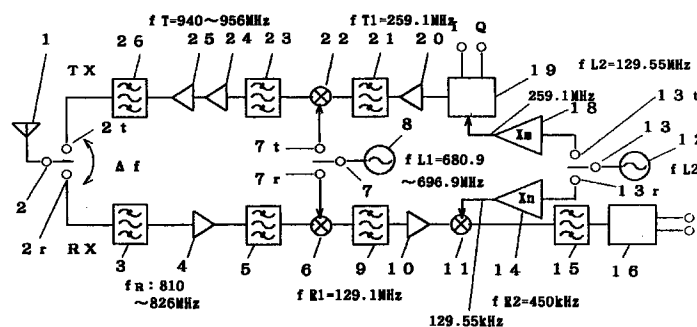 f T=940～956MHz
f T1=259.1MHz
I Q
1
26
25
24
23
22
21
20
19
f L2=129.55MHz
TX
259.1MHz
18
13t
2t
8
Xm
13
12
7t
Δf
f L1=680.9
～696.9MHz
f L2
2
7
7r
13r
Xn
2r
RX
3
4
5
6
9
10
11
14
15
16
f R:810
～826MHz
f R1=129.1MHz
f R2=450kHz
129.55kHz